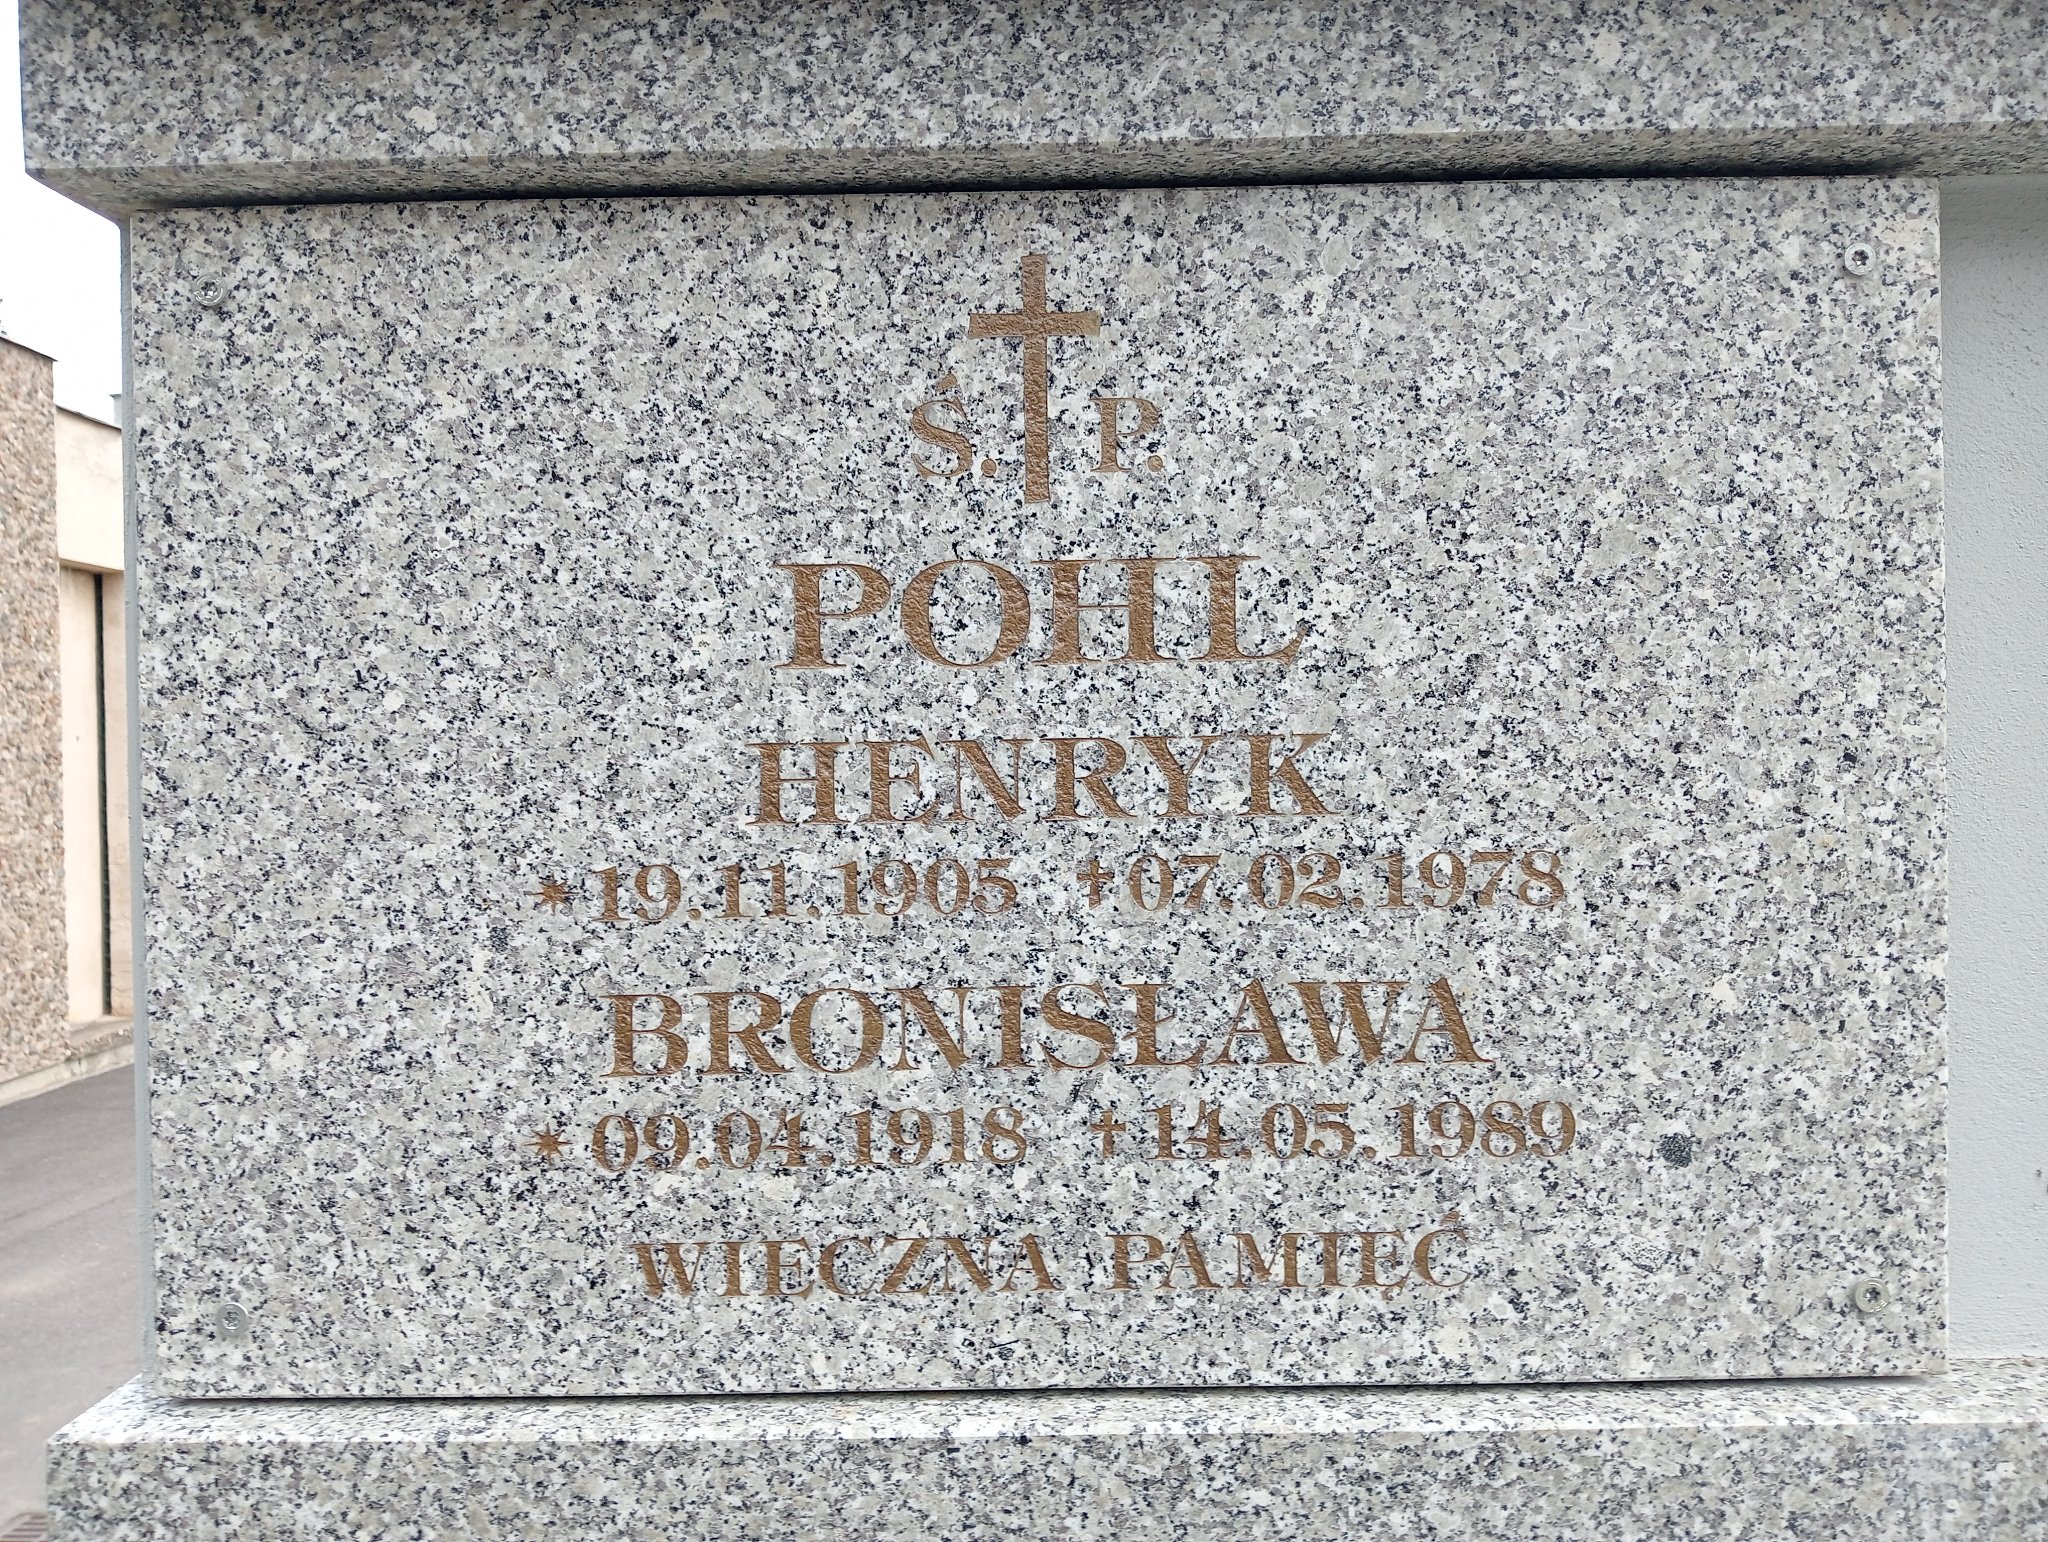 Ś. P.
POHL
HENRYK
*19.11.1905 +07.02.1978
BRONISŁAWA
*09.04.1918 +14.05.1989
WIECZNA PAMIĘĆ